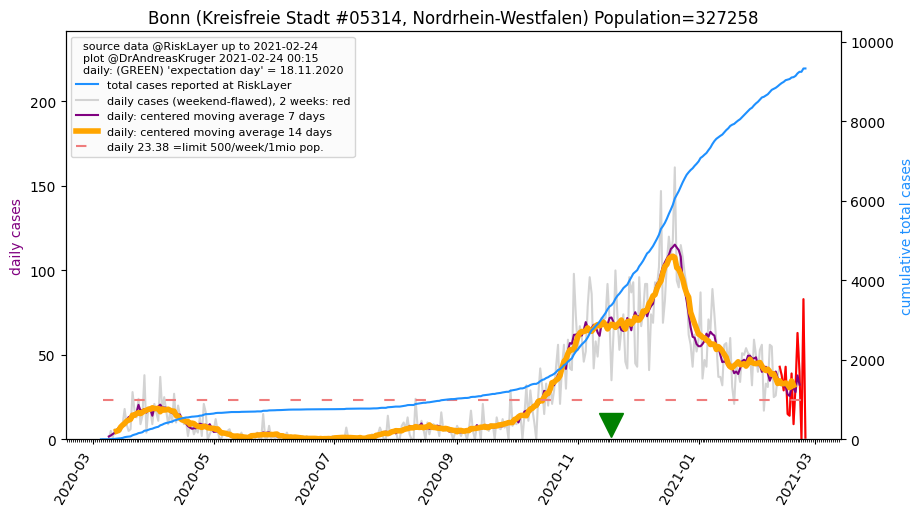 Bonn (Kreisfreie Stadt #05314, Nordrhein-Westfalen) Population=327258
source data @RiskLayer up to 2021-02-24
plot @DrAndreasKruger 2021-02-24 00:15
daily: (GREEN) 'expectation day' = 18.11.2020
total cases reported at RiskLayer
daily cases (weekend-flawed), 2 weeks: red
daily: centered moving average 7 days
daily: centered moving average 14 days
daily 23.38 =limit 500/week/1mio pop.
daily cases
200
150
100
50
0
cumulative total cases
10000
8000
6000
4000
2000
0
2020-03
2020-05
2020-07
2020-09
2020-11
2021-01
2021-03